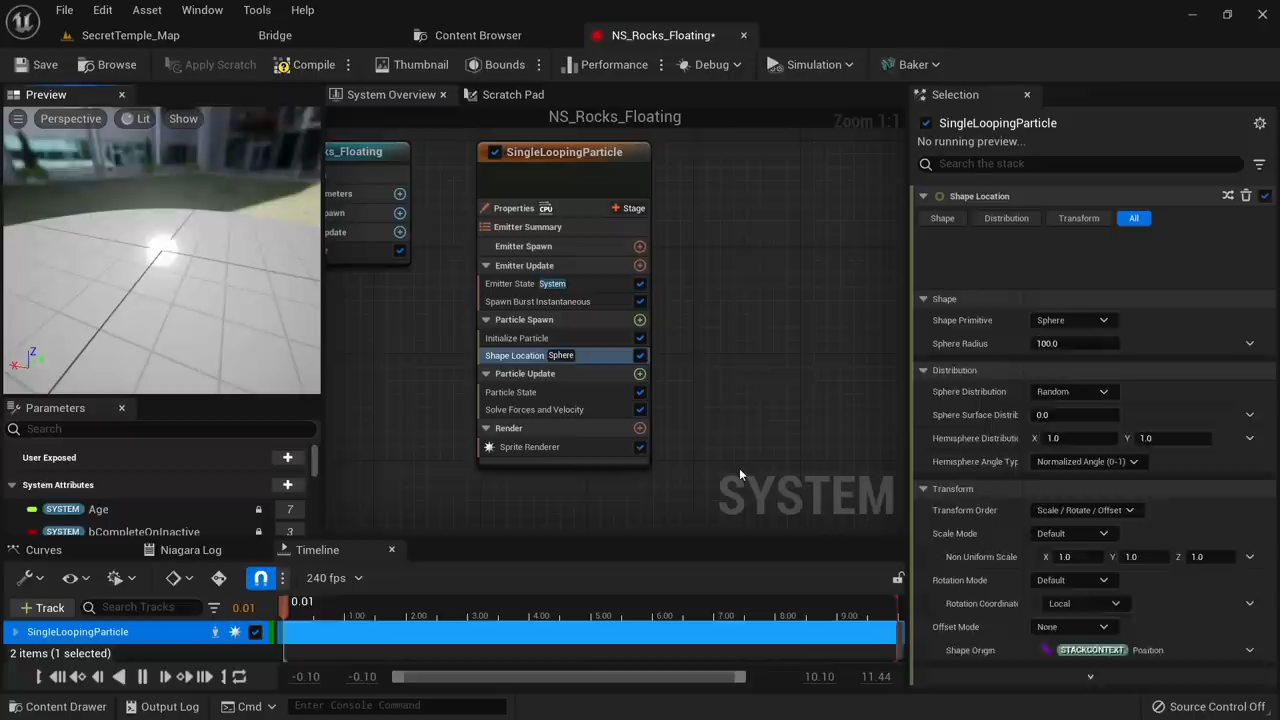 File Edit Asset Window Tools Help
SecretTemple_Map Bridge Content Browser NS_Rocks_Floating*
Save Browse Apply Scratch Compile Thumbnail Bounds Performance Debug Simulation Baker
Preview
Perspective Lit Show
X Z
System Overview Scratch Pad
NS_Rocks_Floating
Zoom 1:1
ks_Floating
meters
pawn
pdate
SingleLoopingParticle
Properties CPU Stage
Emitter Summary
Emitter Spawn
Emitter Update
Emitter State System
Spawn Burst Instantaneous
Particle Spawn
Initialize Particle
Shape Location Sphere
Particle Update
Particle State
Solve Forces and Velocity
Render
Sprite Renderer
SYSTEM
Parameters
Search
User Exposed
System Attributes
SYSTEM Age 7
SYSTEM bCompleteOnInactive 3
Curves Niagara Log Timeline
240 fps
+ Track Search Tracks 0.01
0.01
1:00 2:00 3:00 4:00 5:00 6:00 7:00 8:00 9:00
SingleLoopingParticle
2 items (1 selected)
-0.10 -0.10 10.10 11.44
Selection
SingleLoopingParticle
No running preview...
Search the stack
Shape Location
Shape Distribution Transform All
Shape
Shape Primitive Sphere
Sphere Radius 100.0
Distribution
Sphere Distribution Random
Sphere Surface Distrib 0.0
Hemisphere Distributi X 1.0 Y 1.0
Hemisphere Angle Typ Normalized Angle (0-1)
Transform
Transform Order Scale / Rotate / Offset
Scale Mode Default
Non Uniform Scale X 1.0 Y 1.0 Z 1.0
Rotation Mode Default
Rotation Coordinat Local
Offset Mode None
Shape Origin STACKCONTEXT Position
Content Drawer Output Log Cmd Enter Console Command Source Control Off